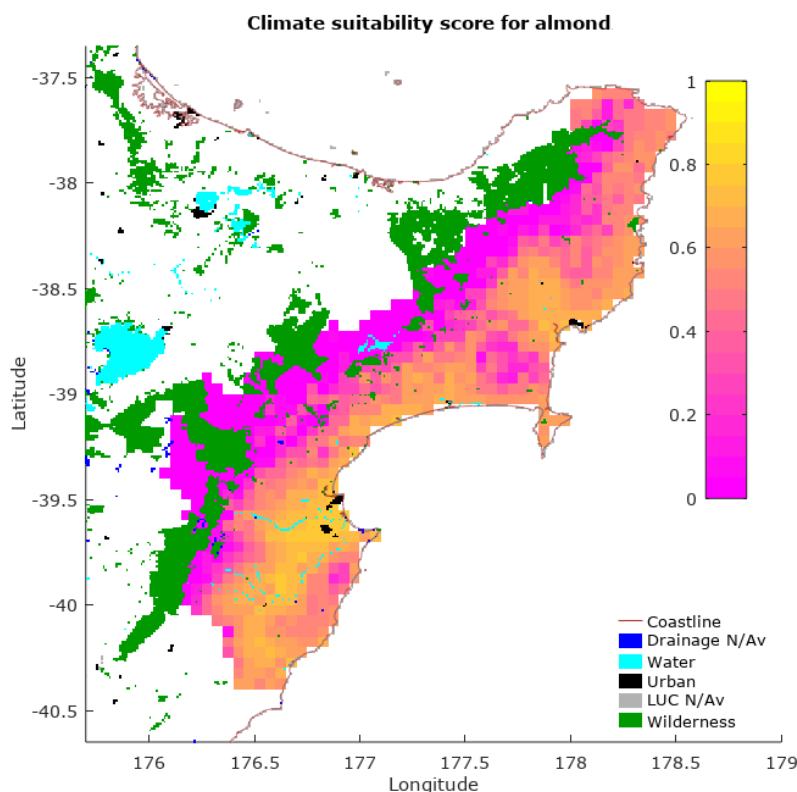 Climate suitability score for almond
-37.5
-38
-38.5
-39
-39.5
-40
-40.5
Latitude
176
176.5
177
177.5
178
178.5
179
Longitude
1
0.8
0.6
0.4
0.2
0
Coastline
Drainage N/Av
Water
Urban
LUC N/Av
Wilderness